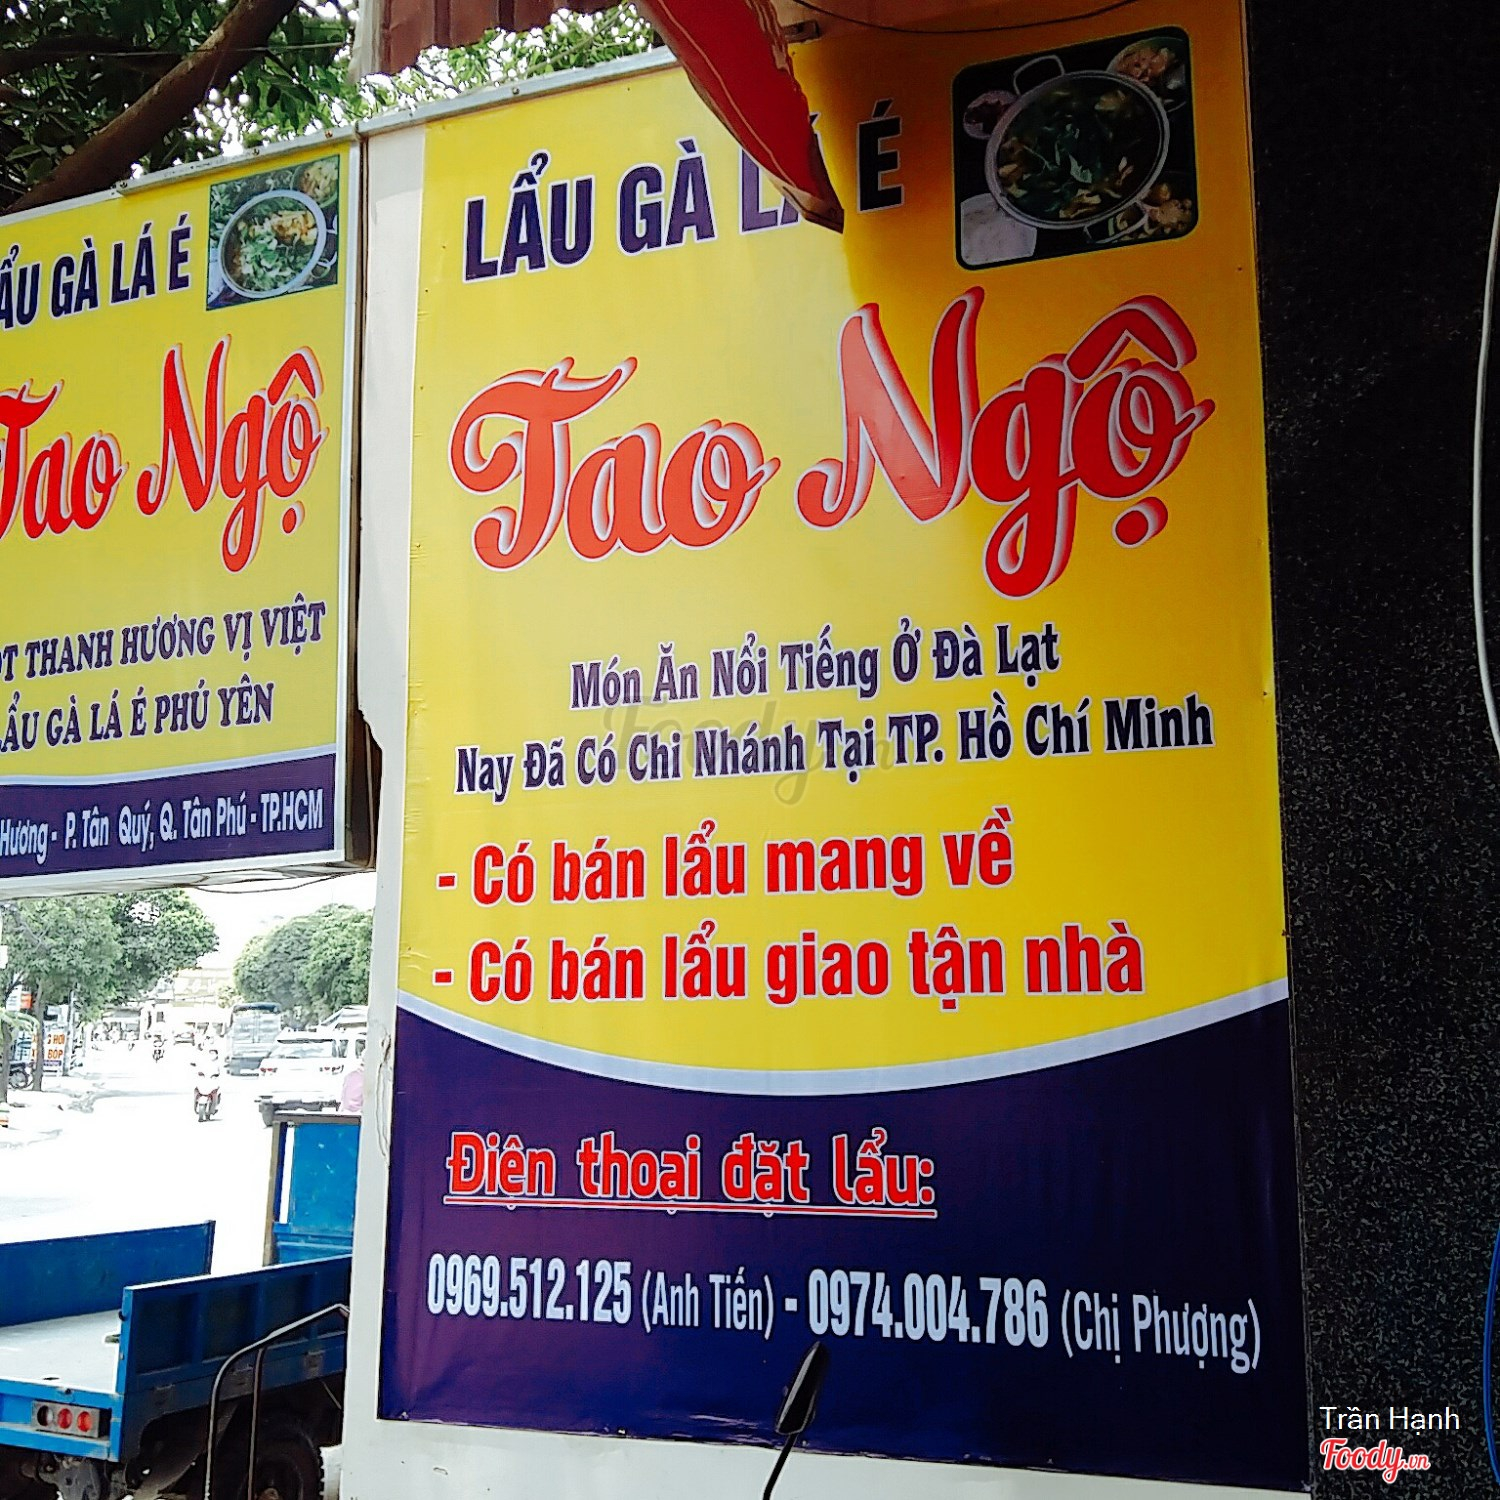 GÀ LÁ É
Tao Ngộ
THANH HƯƠNG VỊ VIỆT
LẨU GÀ LÁ É PHÚ YÊN
Hương - P. Tân Quý, Q. Tân Phú - TP.HCM
LẨU GÀ LÁ É
Tao Ngộ
Món Ăn Nổi Tiếng Ở Đà Lạt
Nay Đã Có Chi Nhánh Tại TP. Hồ Chí Minh
- Có bán lẩu mang về
- Có bán lẩu giao tận nhà
Điện thoại đặt lẩu:
0969.512.125 (Anh Tiến) - 0974.004.786 (Chị Phượng)
Foody.vn
Trần Hạnh
Foody.vn